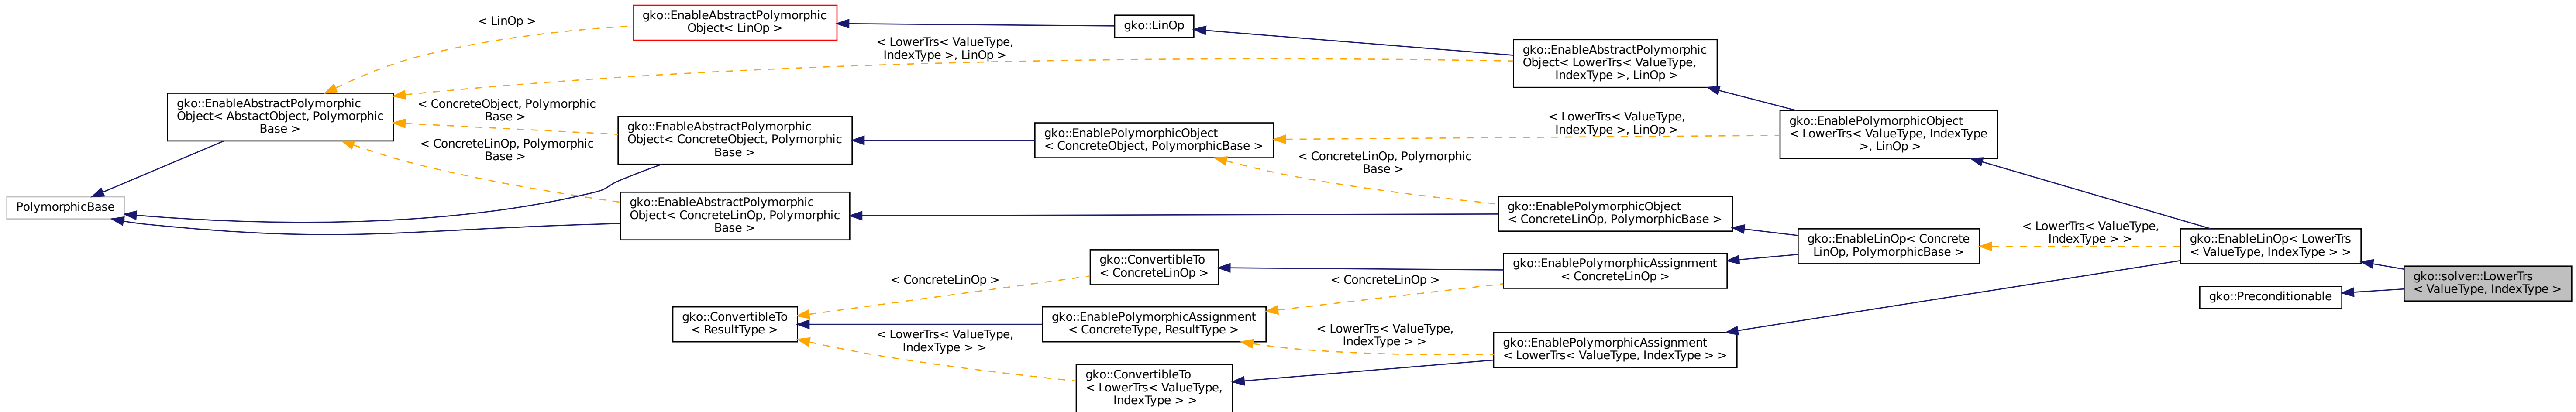 < LinOp >
gko::EnableAbstractPolymorphic
Object< LinOp >
gko::LinOp
< LowerTrs< ValueType,
IndexType >, LinOp >
gko::EnableAbstractPolymorphic
Object< LowerTrs< ValueType,
IndexType >, LinOp >
gko::EnableAbstractPolymorphic
Object< AbstactObject, Polymorphic
Base >
< ConcreteObject, Polymorphic
Base >
< ConcreteLinOp, Polymorphic
Base >
gko::EnableAbstractPolymorphic
Object< ConcreteObject, Polymorphic
Base >
gko::EnablePolymorphicObject
< ConcreteObject, PolymorphicBase >
< LowerTrs< ValueType,
IndexType >, LinOp >
gko::EnablePolymorphicObject
< LowerTrs< ValueType, IndexType
>, LinOp >
< ConcreteLinOp, Polymorphic
Base >
PolymorphicBase
gko::EnableAbstractPolymorphic
Object< ConcreteLinOp, Polymorphic
Base >
gko::EnablePolymorphicObject
< ConcreteLinOp, PolymorphicBase >
gko::EnableLinOp< Concrete
LinOp, PolymorphicBase >
< LowerTrs< ValueType,
IndexType > >
gko::EnableLinOp< LowerTrs
< ValueType, IndexType > >
gko::solver::LowerTrs
< ValueType, IndexType >
gko::Preconditionable
gko::ConvertibleTo
< ConcreteLinOp >
gko::EnablePolymorphicAssignment
< ConcreteLinOp >
< ConcreteLinOp >
< ConcreteLinOp >
gko::ConvertibleTo
< ResultType >
gko::EnablePolymorphicAssignment
< ConcreteType, ResultType >
< LowerTrs< ValueType,
IndexType > >
< LowerTrs< ValueType,
IndexType > >
gko::EnablePolymorphicAssignment
< LowerTrs< ValueType, IndexType > >
gko::ConvertibleTo
< LowerTrs< ValueType,
IndexType > >